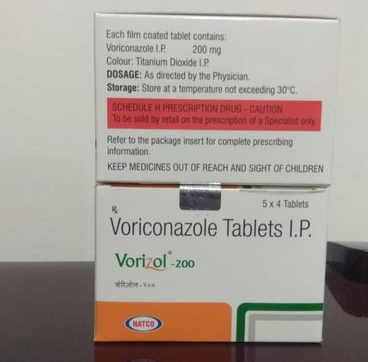 Each film coated tablet contains:
Voriconazole I.P. 200 mg
Colour: Titanium Dioxide I.P.
DOSAGE: As directed by the Physician.
Storage: Store at a temperature not exceeding 30°C.
SCHEDULE H PRESCRIPTION DRUG - CAUTION
To be sold by retail on the prescription of a Specialist only.
Refer to the package insert for complete prescribing
information.
KEEP MEDICINES OUT OF REACH AND SIGHT OF CHILDREN
5 x 4 Tablets
℞
Voriconazole Tablets I.P.
Vorizol® -200
वोरिज़ोल - २००
NATCO